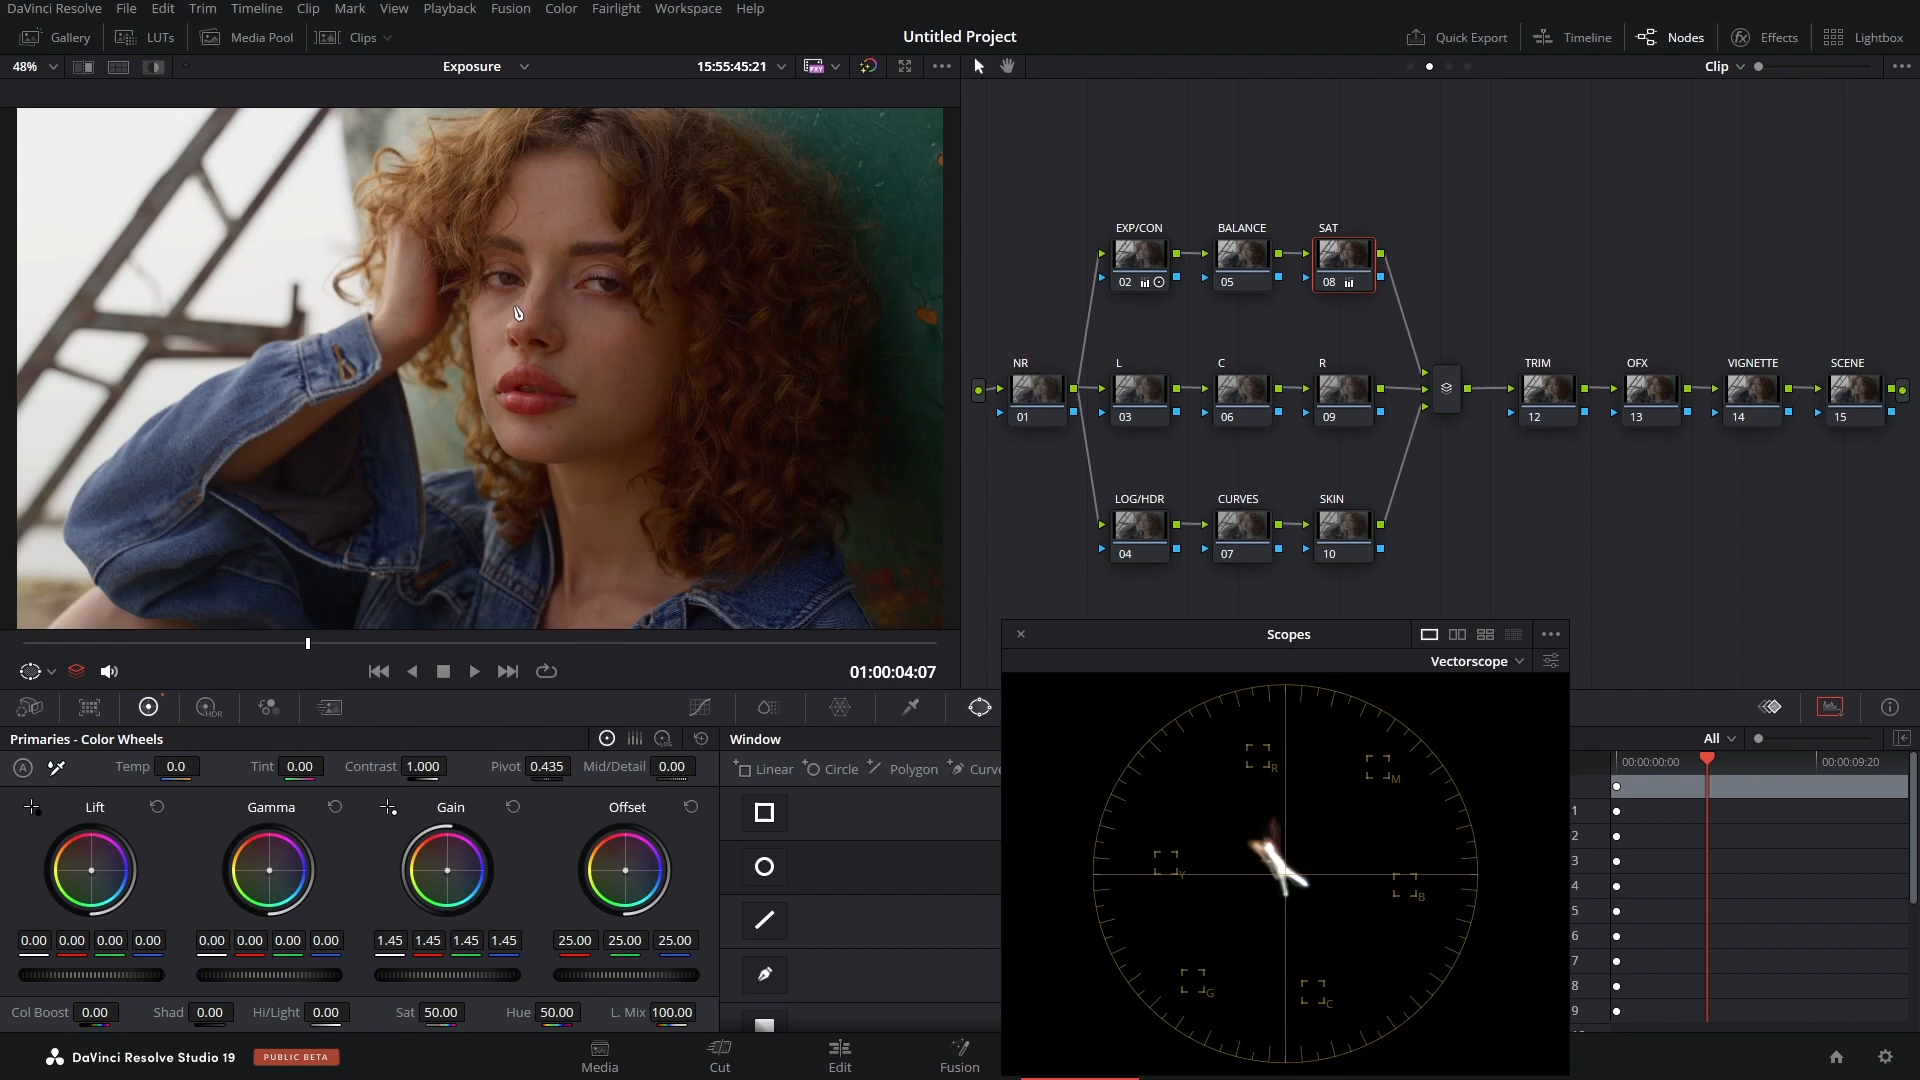 DaVinci Resolve File Edit Trim Timeline Clip Mark View Playback Fusion Color Fairlight Workspace Help
Gallery LUTs Media Pool Clips Untitled Project Quick Export Timeline Nodes Effects Lightbox
48% Exposure 15:55:45:21 PXY Clip
EXP/CON BALANCE SAT
02 05 08
NR L C R TRIM OFX VIGNETTE SCENE
01 03 06 09 12 13 14 15
LOG/HDR CURVES SKIN
04 07 10
01:00:04:07
Scopes
Vectorscope
R
M
Y
B
G
C
HDR
Primaries - Color Wheels LOG
Window
All
A Temp 0.0 Tint 0.00 Contrast 1.000 Pivot 0.435 Mid/Detail 0.00
Linear Circle Polygon Curve
00:00:00:00 00:00:09:20
Lift Gamma Gain Offset
0.00 0.00 0.00 0.00 0.00 0.00 0.00 0.00 1.45 1.45 1.45 1.45 25.00 25.00 25.00
1
2
3
4
5
6
7
8
9
Col Boost 0.00 Shad 0.00 Hi/Light 0.00 Sat 50.00 Hue 50.00 L. Mix 100.00
DaVinci Resolve Studio 19 PUBLIC BETA
Media Cut Edit Fusion